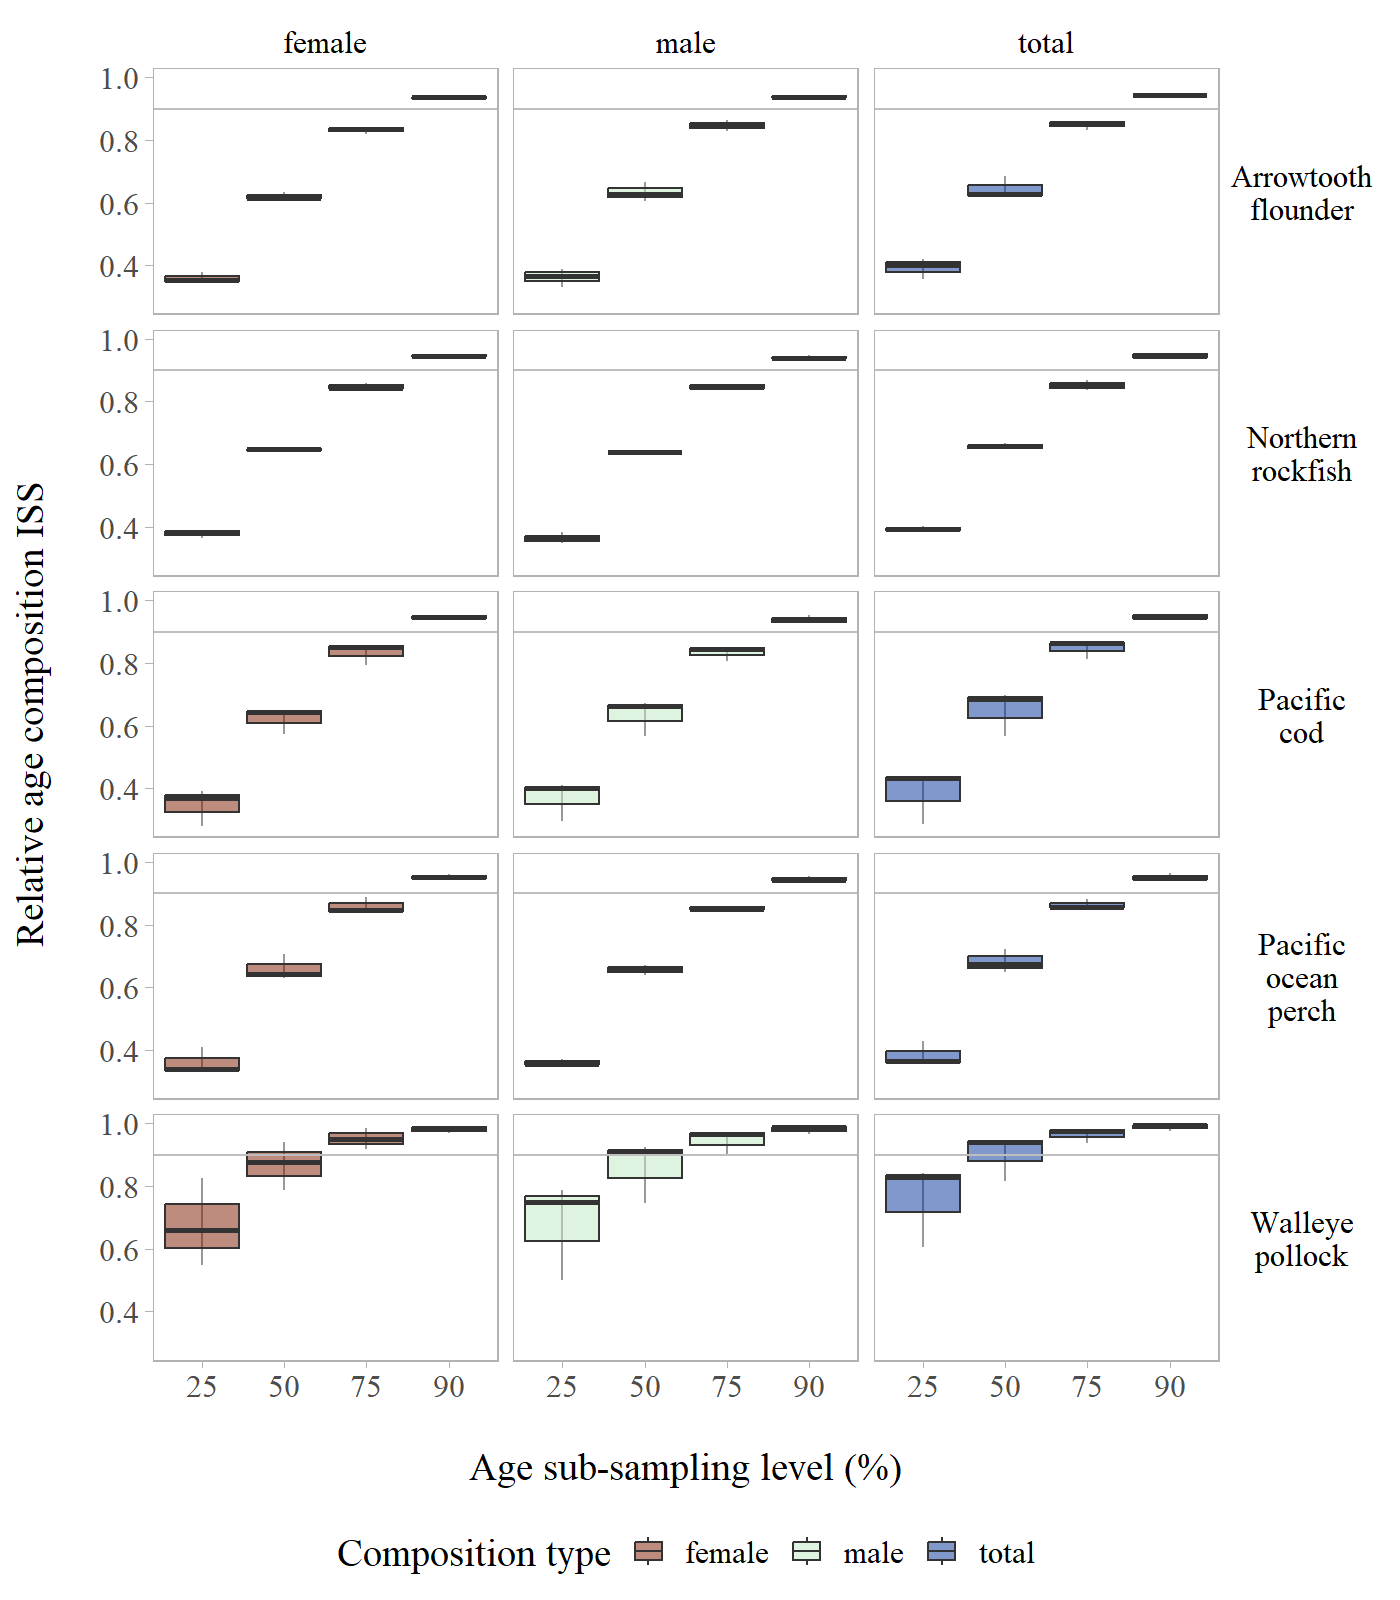 female male total
1.0
0.8
0.6
0.4
Arrowtooth
flounder
1.0
0.8
0.6
0.4
Northern
rockfish
1.0
0.8
0.6
0.4
Pacific
cod
1.0
0.8
0.6
0.4
Pacific
ocean
perch
1.0
0.8
0.6
0.4
Walleye
pollock
Relative age composition ISS
25 50 75 90 25 50 75 90 25 50 75 90
Age sub-sampling level (%)
Composition type female male total